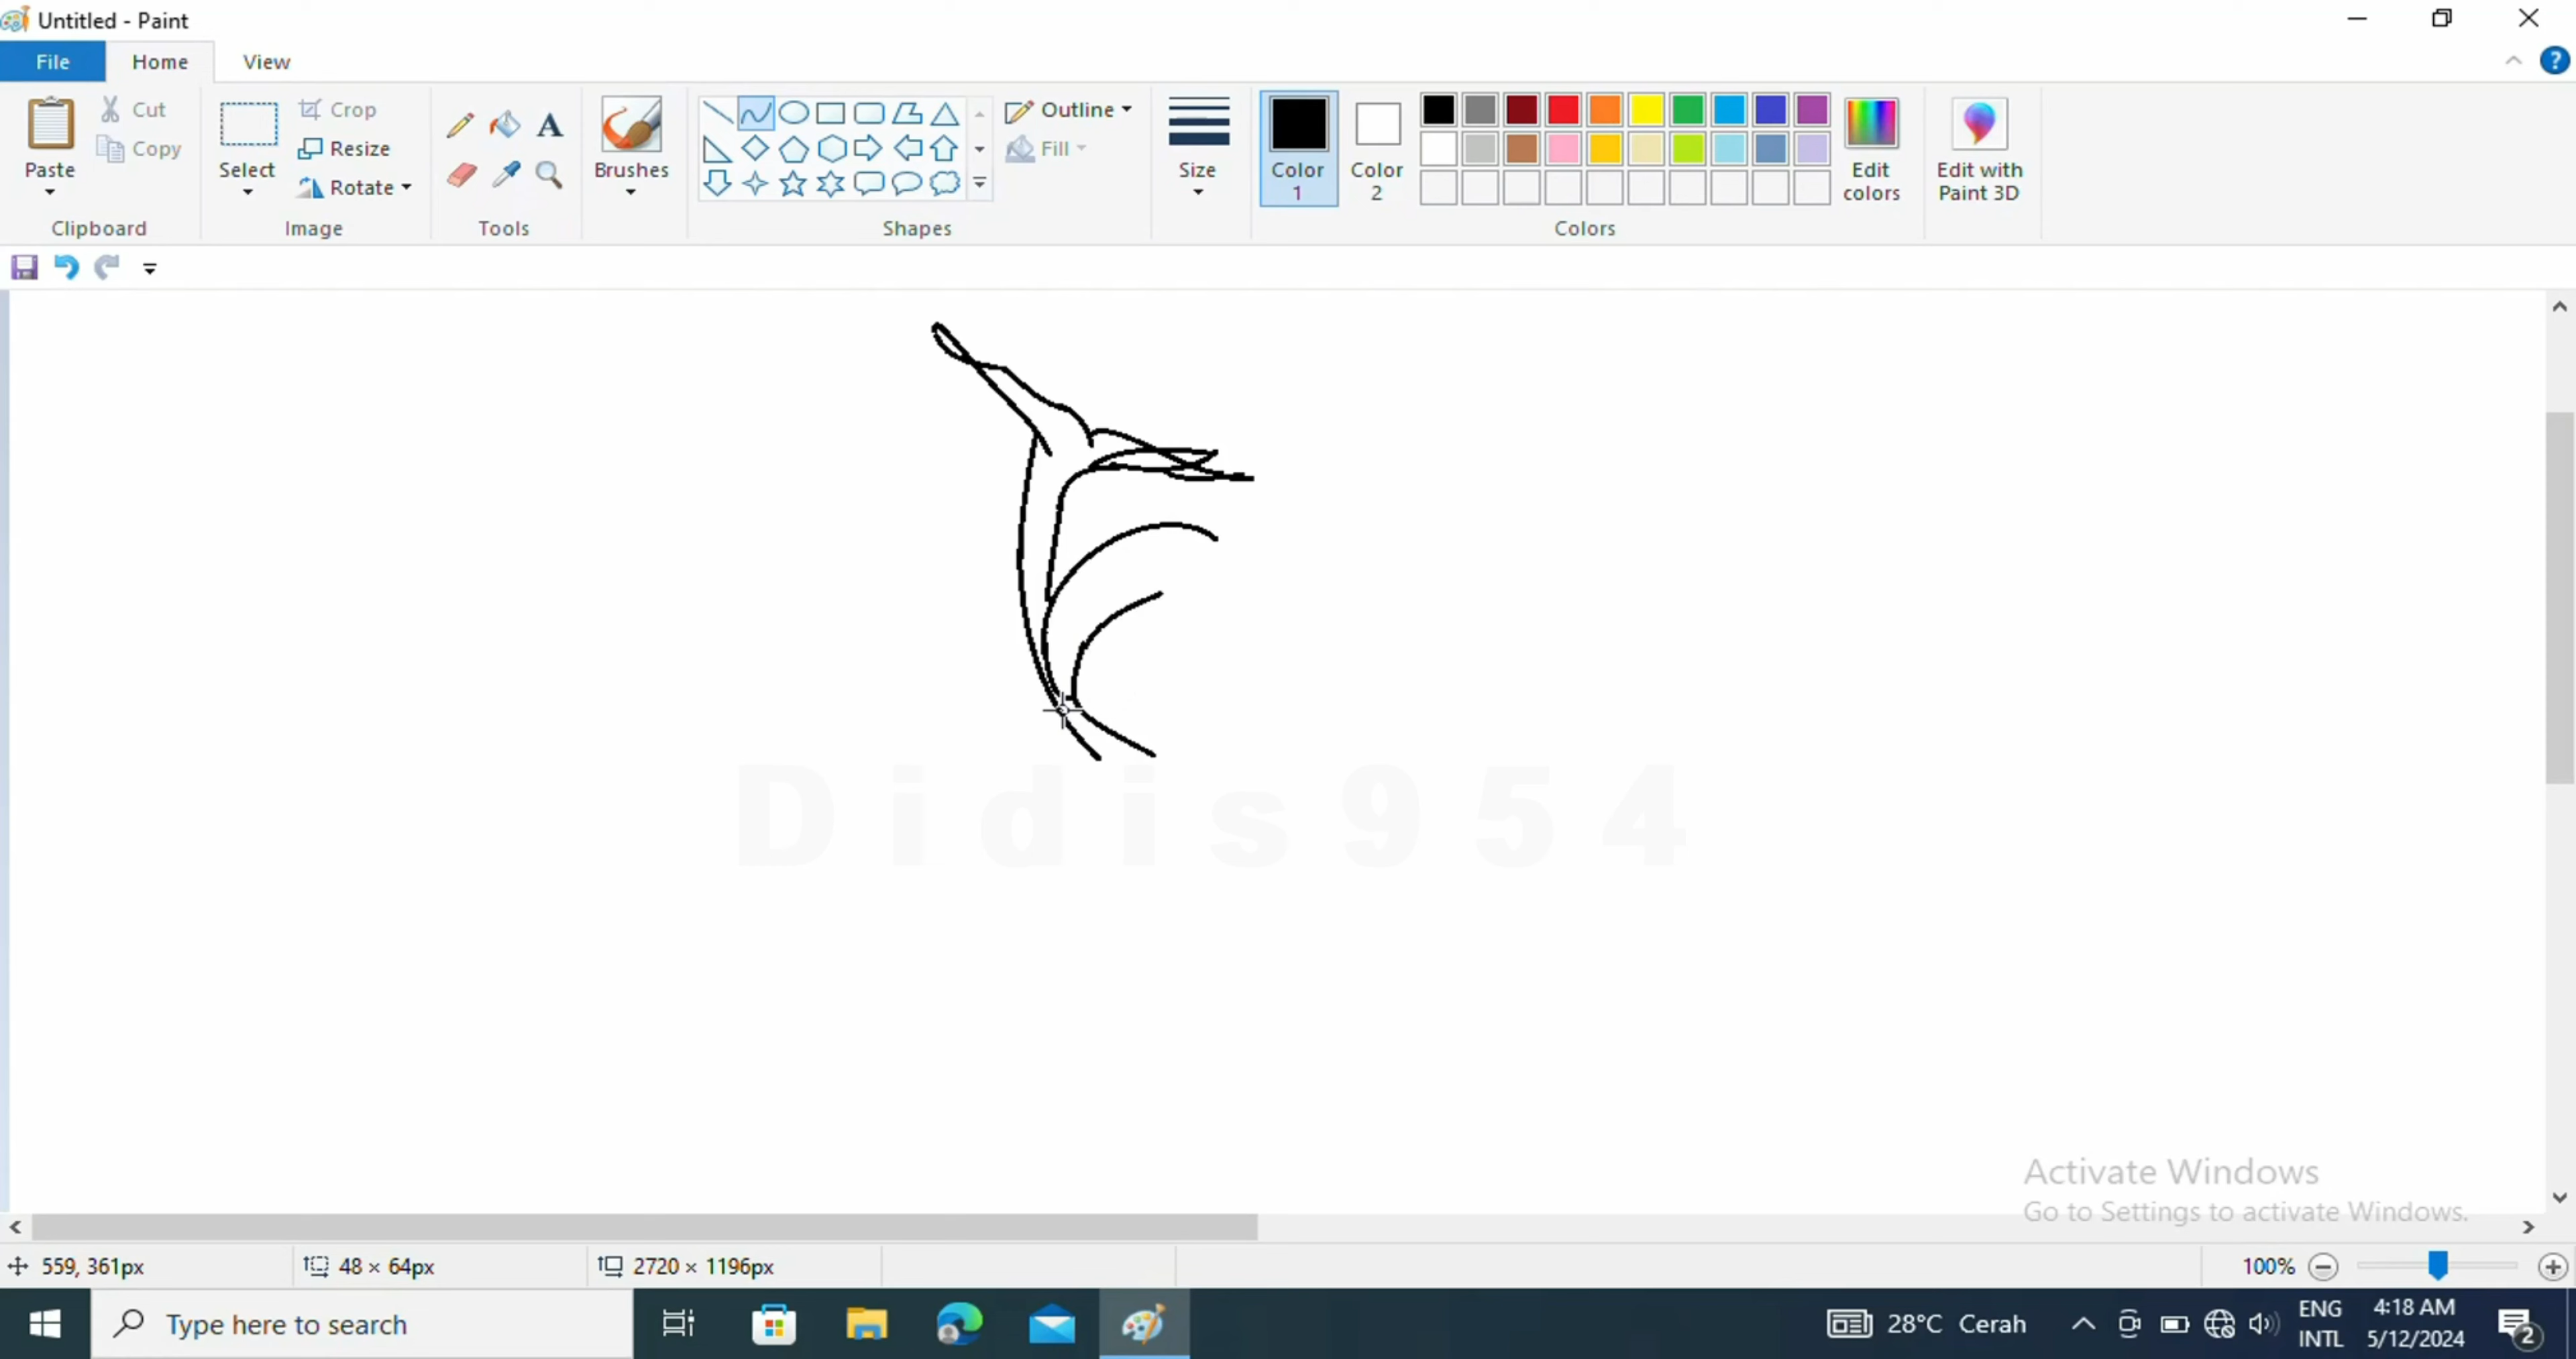 Untitled - Paint
File Home View
Paste
Cut
Copy
Clipboard
Select
Crop
Resize
Rotate
Image
A
Tools
Brushes
Outline
Fill
Shapes
Size
Color
1
Color
2
Edit
colors
Colors
Edit with
Paint 3D
?
Didis954
Activate Windows
Go to Settings to activate Windows.
559, 361px 48 × 64px 2720 × 1196px 100%
Type here to search
28°C Cerah
ENG
INTL
4:18 AM
5/12/2024
2